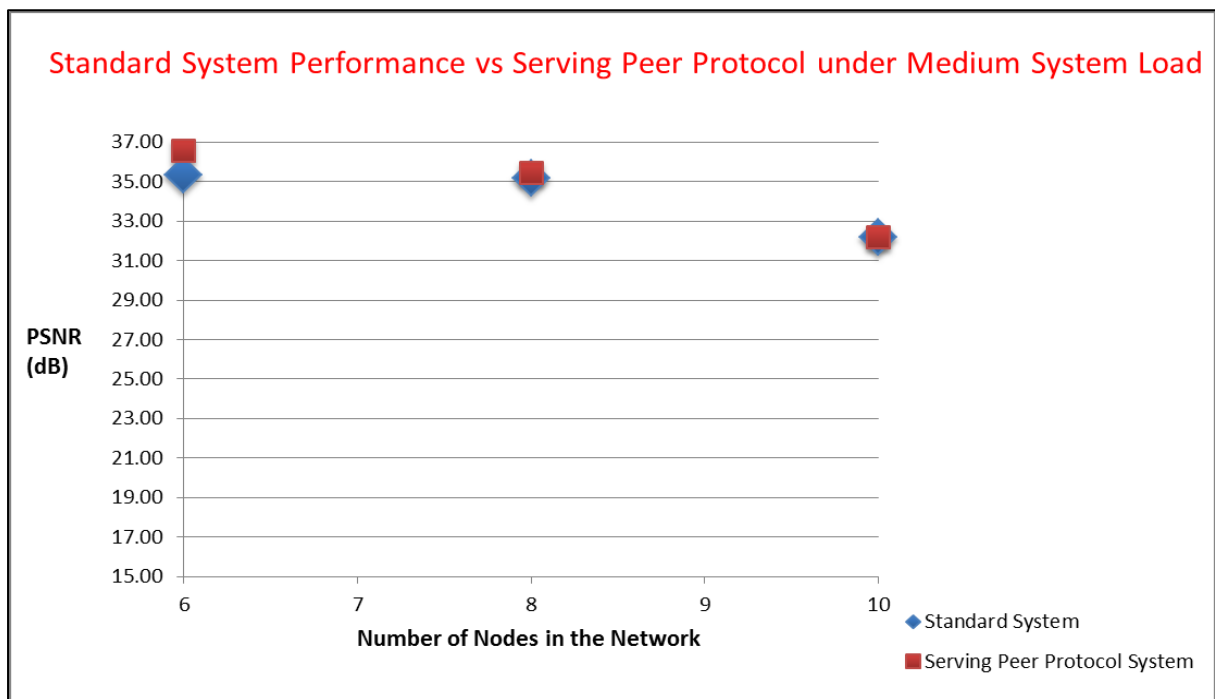 Standard System Performance vs Serving Peer Protocol under Medium System Load
37.00
35.00
33.00
31.00
29.00
27.00
25.00
23.00
21.00
19.00
17.00
15.00
PSNR
(dB)
6 7 8 9 10
Number of Nodes in the Network
Standard System
Serving Peer Protocol System